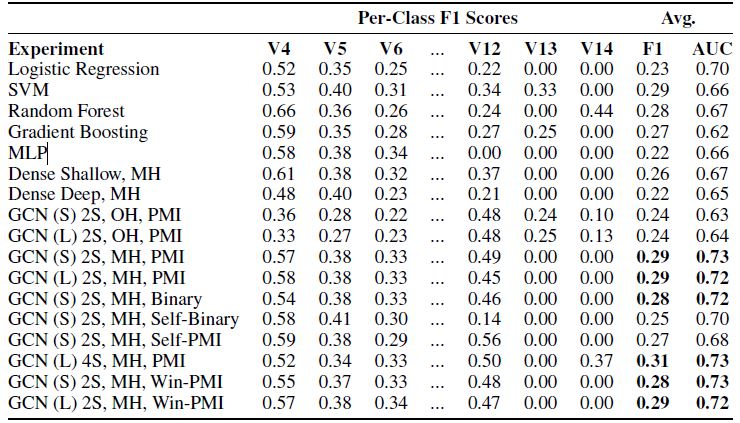 Per-Class F1 Scores Avg.
Experiment V4 V5 V6 ... V12 V13 V14 F1 AUC
Logistic Regression 0.52 0.35 0.25 ... 0.22 0.00 0.00 0.23 0.70
SVM 0.53 0.40 0.31 ... 0.34 0.33 0.00 0.29 0.66
Random Forest 0.66 0.36 0.26 ... 0.24 0.00 0.44 0.28 0.67
Gradient Boosting 0.59 0.35 0.28 ... 0.27 0.25 0.00 0.27 0.62
MLP 0.58 0.38 0.34 ... 0.00 0.00 0.00 0.22 0.66
Dense Shallow, MH 0.61 0.38 0.32 ... 0.37 0.00 0.00 0.26 0.67
Dense Deep, MH 0.48 0.40 0.23 ... 0.21 0.00 0.00 0.22 0.65
GCN (S) 2S, OH, PMI 0.36 0.28 0.22 ... 0.48 0.24 0.10 0.24 0.63
GCN (L) 2S, OH, PMI 0.33 0.27 0.23 ... 0.48 0.25 0.13 0.24 0.64
GCN (S) 2S, MH, PMI 0.57 0.38 0.33 ... 0.49 0.00 0.00 0.29 0.73
GCN (L) 2S, MH, PMI 0.58 0.38 0.33 ... 0.45 0.00 0.00 0.29 0.72
GCN (S) 2S, MH, Binary 0.54 0.38 0.33 ... 0.46 0.00 0.00 0.28 0.72
GCN (S) 2S, MH, Self-Binary 0.58 0.41 0.30 ... 0.14 0.00 0.00 0.25 0.70
GCN (S) 2S, MH, Self-PMI 0.59 0.38 0.29 ... 0.56 0.00 0.00 0.27 0.68
GCN (L) 4S, MH, PMI 0.52 0.34 0.33 ... 0.50 0.00 0.37 0.31 0.73
GCN (S) 2S, MH, Win-PMI 0.55 0.37 0.33 ... 0.48 0.00 0.00 0.28 0.73
GCN (L) 2S, MH, Win-PMI 0.57 0.38 0.34 ... 0.47 0.00 0.00 0.29 0.72